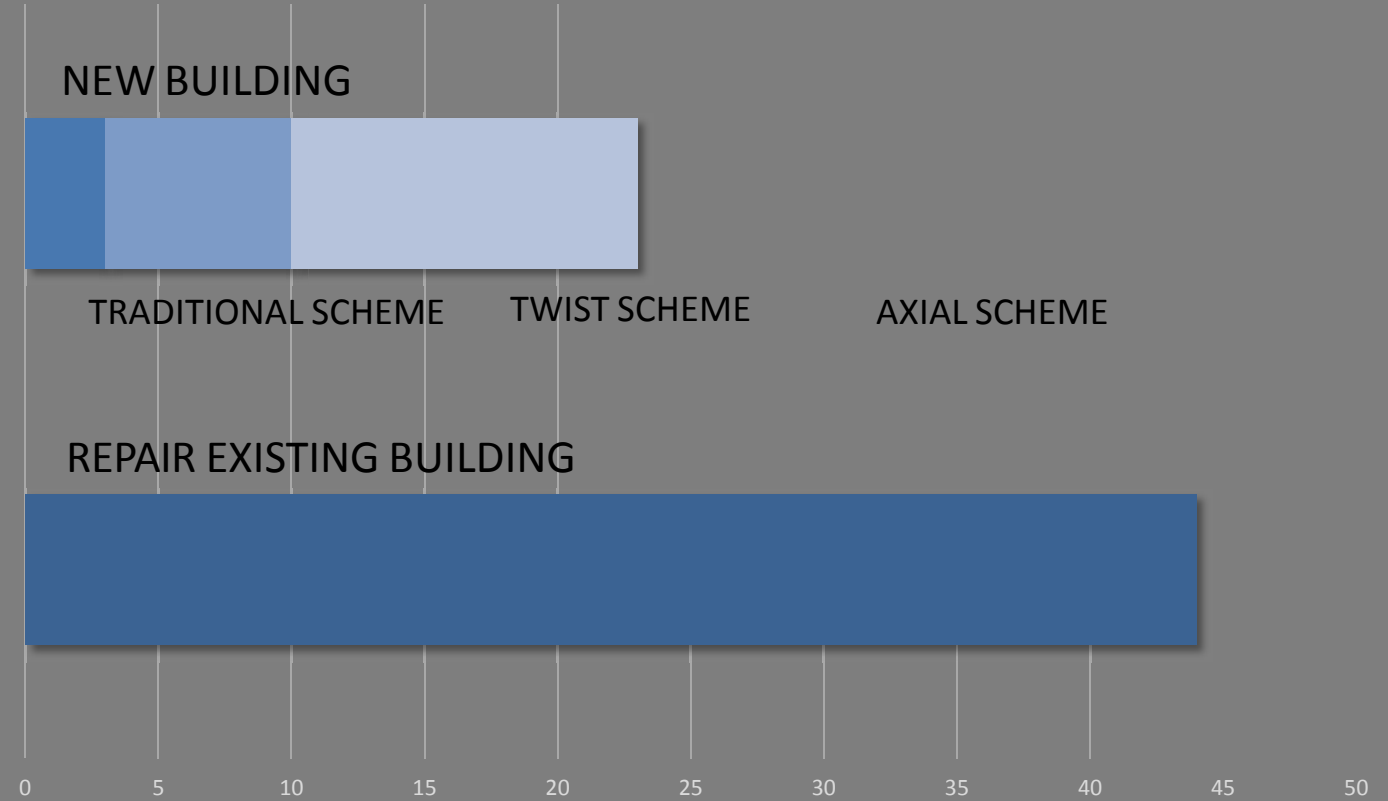 NEW BUILDING
TRADITIONAL SCHEME TWIST SCHEME AXIAL SCHEME
REPAIR EXISTING BUILDING
0 5 10 15 20 25 30 35 40 45 50